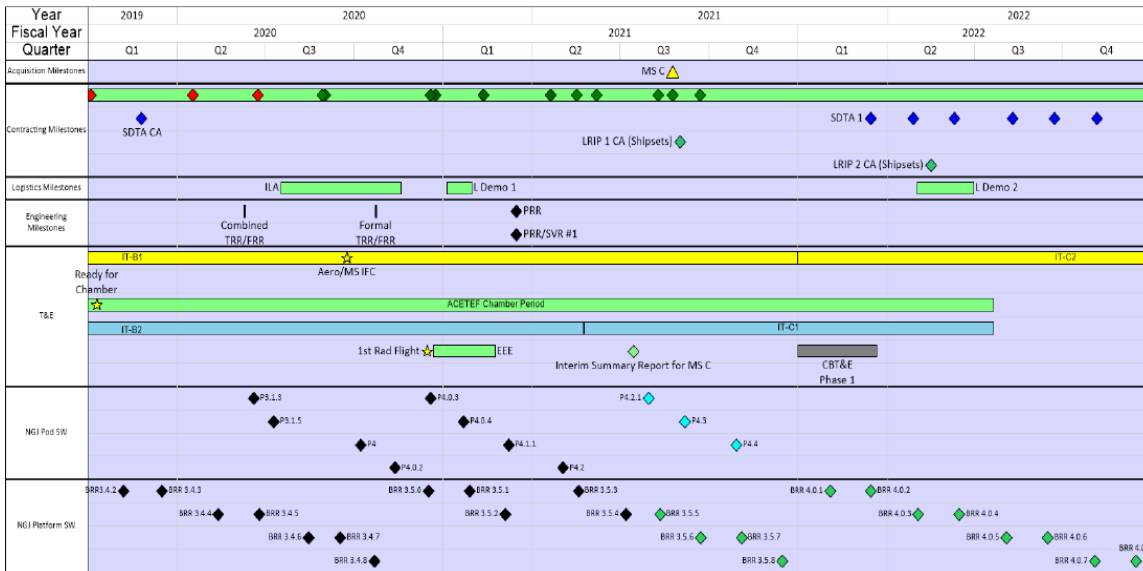 Year 2019 2020 2021 2022
Fiscal Year 2020 2021 2022
Quarter Q1 Q2 Q3 Q4 Q1 Q2 Q3 Q4 Q1 Q2 Q3 Q4
Acquisition Milestones
MS C
Contracting Milestones
SDTA CA
SDTA 1
LRIP 1 CA (Shipsets)
LRIP 2 CA (Shipsets)
Logistics Milestones
ILA
L Demo 1
L Demo 2
Engineering
Milestones
PRR
Combined
TRR/FRR
Formal
TRR/FRR
PRR/SVR #1
T&E
IT-B1
IT-C2
Ready for
Chamber
Aero/MS IFC
ACETEF Chamber Period
IT-B2
IT-C1
1st Rad Flight
EEE
Interim Summary Report for MS C
CBT&E
Phase 1
NGJ Pod SW
P3.1.3
P4.0.3
P4.2.1
P3.1.5
P4.0.4
P4.3
P4
P4.1.1
P4.4
P4.0.2
P4.2
NGJ Platform SW
BRR3.4.2
BRR 3.4.3
BRR 3.5.0
BRR 3.5.1
BRR 3.5.3
BRR 4.0.1
BRR 4.0.2
BRR 3.4.4
BRR 3.4.5
BRR 3.5.2
BRR 3.5.4
BRR 3.5.5
BRR 4.0.3
BRR 4.0.4
BRR 3.4.6
BRR 3.4.7
BRR 3.5.6
BRR 3.5.7
BRR 4.0.5
BRR 4.0.6
BRR 3.4.8
BRR 3.5.8
BRR 4.0.7
BRR 4.0